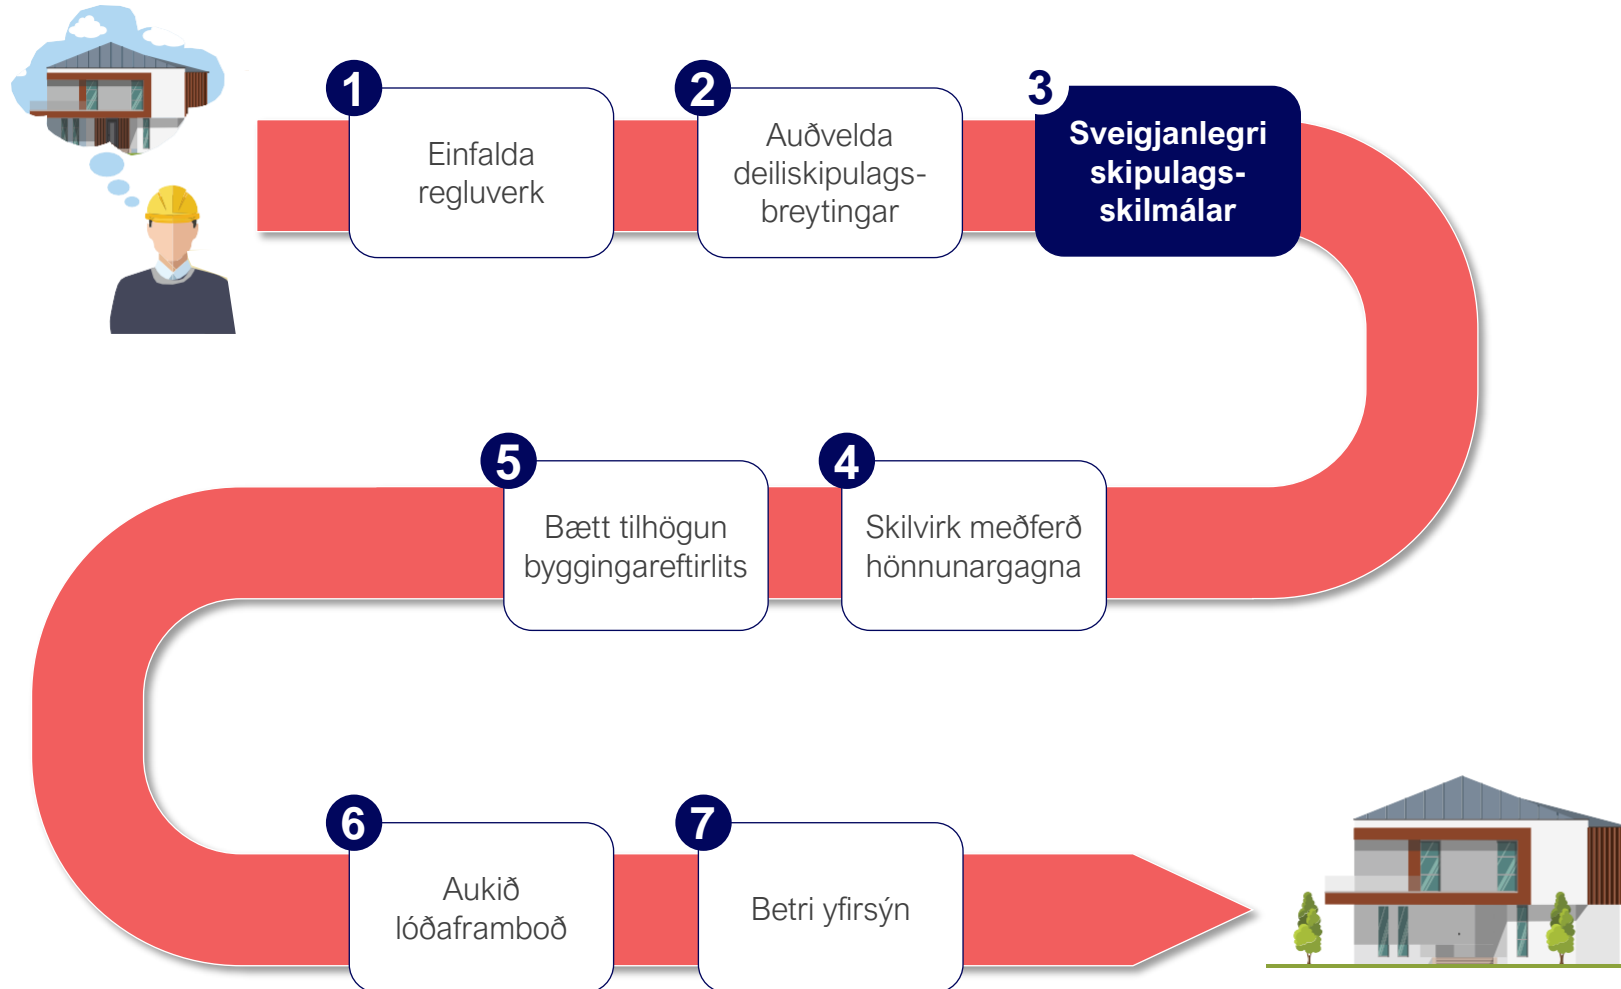 1
Einfalda
regluverk
2
Auðvelda
deiliskipulags-
breytingar
3
Sveigjanlegri
skipulags-
skilmálar
4
Skilvirk meðferð
hönnunargagna
5
Bætt tilhögun
byggingareftirlits
6
Aukið
lóðaframboð
7
Betri yfirsýn